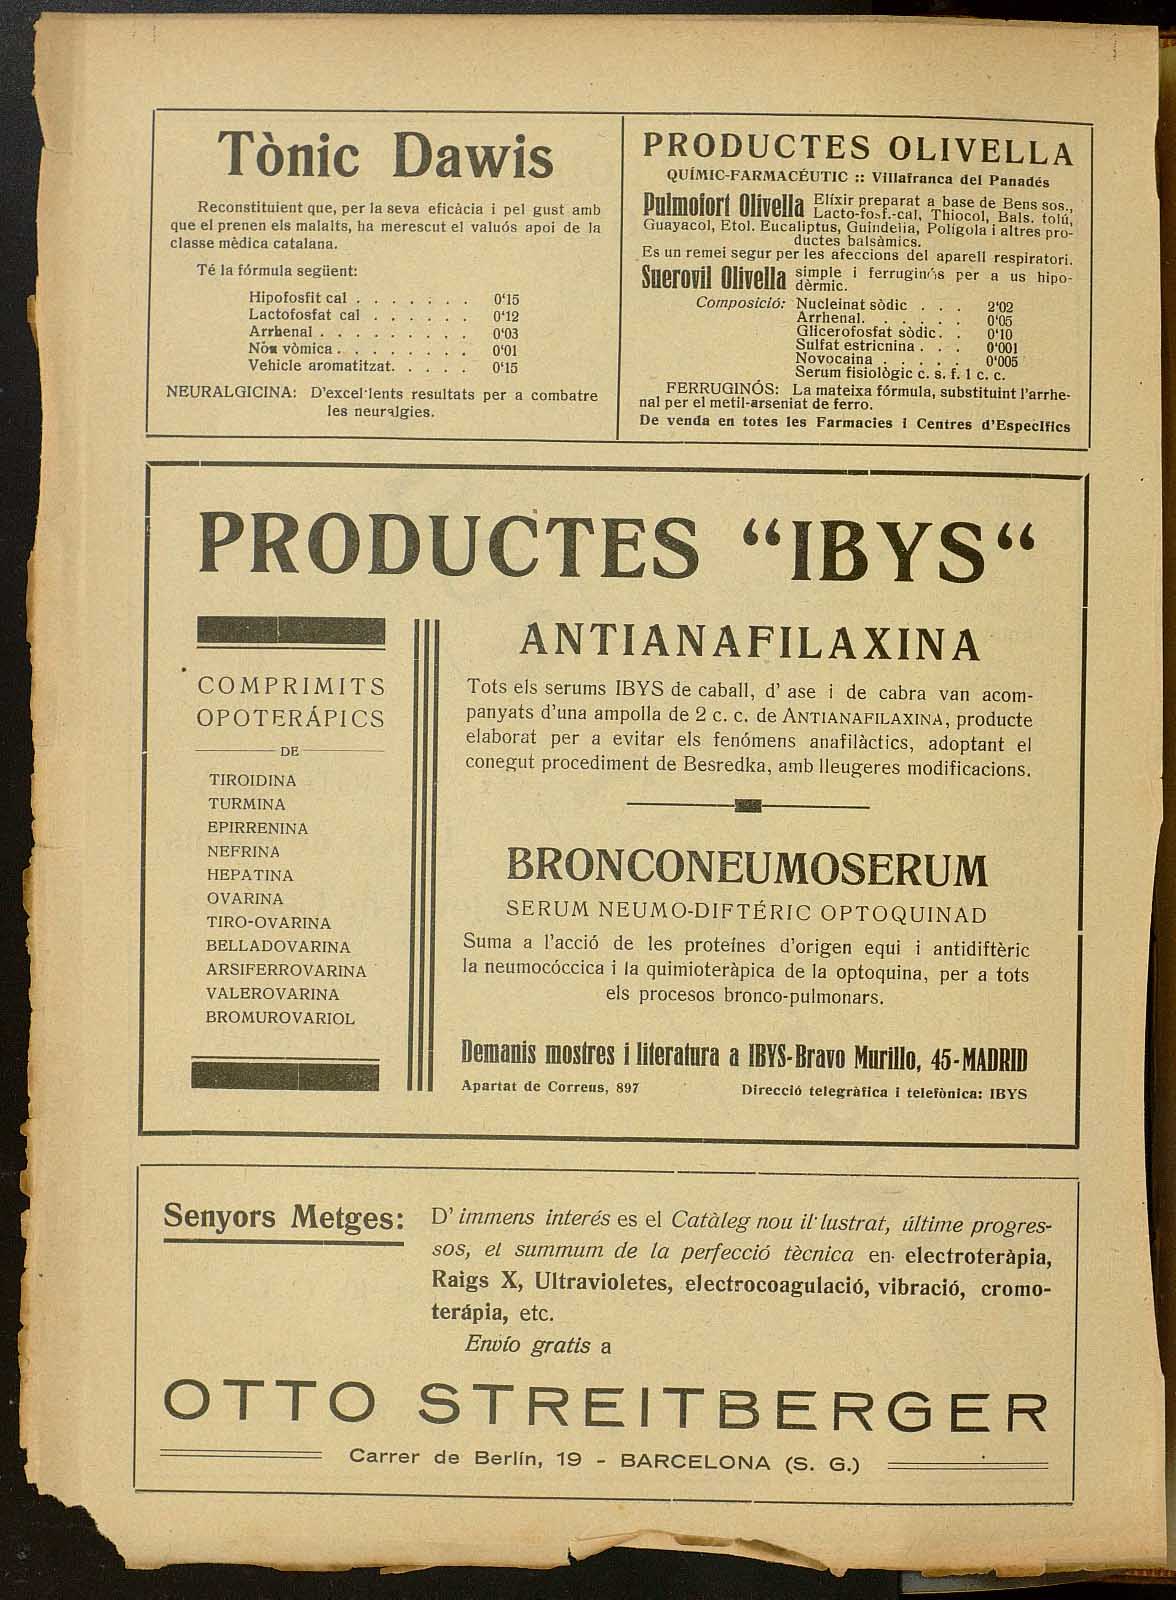 Tònic Dawis
Reconstituient que, per la seva eficàcia i pel gust amb
que el prenen els malalts, ha merescut el valuós apoi de la
classe mèdica catalana.
Té la fórmula següent:
Hipofosfit cal . . . . . . . 0'15
Lactofosfat cal . . . . . . 0'12
Arrhenal . . . . . . . . . 0'03
vòmica . . . . . . . . 0'01
Vehicle aromatitzat. . . . . 0'15
NEURALGICINA: D'excel·lents resultats per a combatre
les neuralgies.
PRODUCTES OLIVELLA
QUÍMIC-FARMACÉUTIC :: Villafranca del Panadés
Pulmofort Olivella Elíxir preparat a base de Bens sos.,
Lacto-fosf.-cal, Thiocol, Bals. tolú,
Guayacol, Etol. Eucaliptus, Guindelia, Polígola i altres pro-
ductes balsàmics.
Es un remei segur per les afeccions del aparell respiratori.
Suerovil Olivella simple i ferruginós per a us hipo-
dèrmic.
Composició: Nucleinat sòdic . . . 2'02
Arrhenal. . . . . . 0'05
Glicerofosfat sòdic. . 0'10
Sulfat estricnina . . . 0'001
Novocaina . . . . . 0'005
Serum fisiològic c. s. f. 1 c. c.
FERRUGINÓS: La mateixa fórmula, substituint l'arrhe-
nal per el metil-arseniat de ferro.
De venda en totes les Farmacies i Centres d'Específics
PRODUCTES “IBYS“
COMPRIMITS
OPOTERÁPICS
DE
TIROIDINA
TURMINA
EPIRRENINA
NEFRINA
HEPATINA
OVARINA
TIRO-OVARINA
BELLADOVARINA
ARSIFERROVARINA
VALEROVARINA
BROMUROVARIOL
ANTIANAFILAXINA
Tots els serums IBYS de caball, d' ase i de cabra van acom-
panyats d'una ampolla de 2 c. c. de ANTIANAFILAXINA, producte
elaborat per a evitar els fenómens anafilàctics, adoptant el
conegut procediment de Besredka, amb lleugeres modificacions.
BRONCONEUMOSERUM
SERUM NEUMO-DIFTÉRIC OPTOQUINAD
Suma a l'acció de les proteínes d'origen equi i antidiftèric
la neumocóccica i la quimioteràpica de la optoquina, per a tots
els procesos bronco-pulmonars.
Demanis mostres i literatura a IBYS-Bravo Murillo, 45-MADRID
Apartat de Correus, 897 Direcció telegràfica i telefònica: IBYS
Senyors Metges: D' immens interés es el Catàleg nou il·lustrat, últime progres-
sos, el summum de la perfecció tècnica en electroteràpia,
Raigs X, Ultravioletes, electrocoagulació, vibració, cromo-
terápia, etc.
Envío gratis a
OTTO STREITBERGER
Carrer de Berlín, 19 - BARCELONA (S. G.)